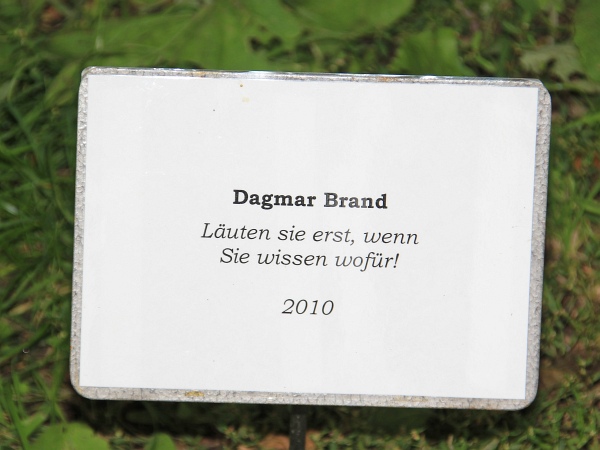 Dagmar Brand
Läuten sie erst, wenn
Sie wissen wofür!
2010